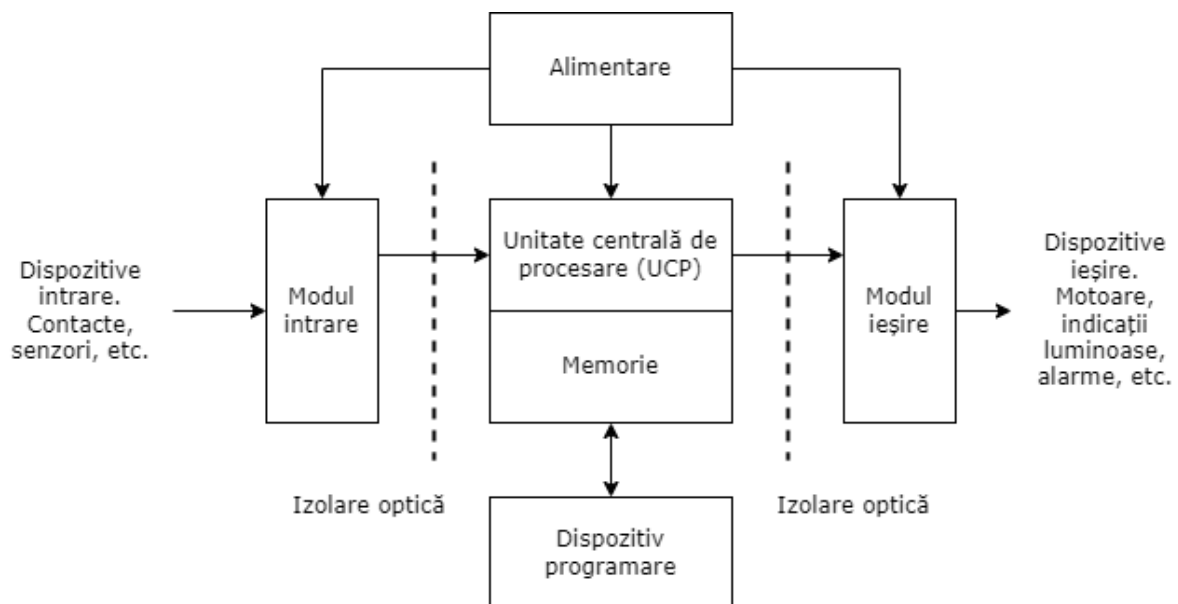 Alimentare
Dispozitive
intrare.
Contacte,
senzori, etc.
Modul
intrare
Unitate centrală de
procesare (UCP)
Memorie
Modul
ieșire
Dispozitive
ieșire.
Motoare,
indicații
luminoase,
alarme, etc.
Izolare optică
Izolare optică
Dispozitiv
programare